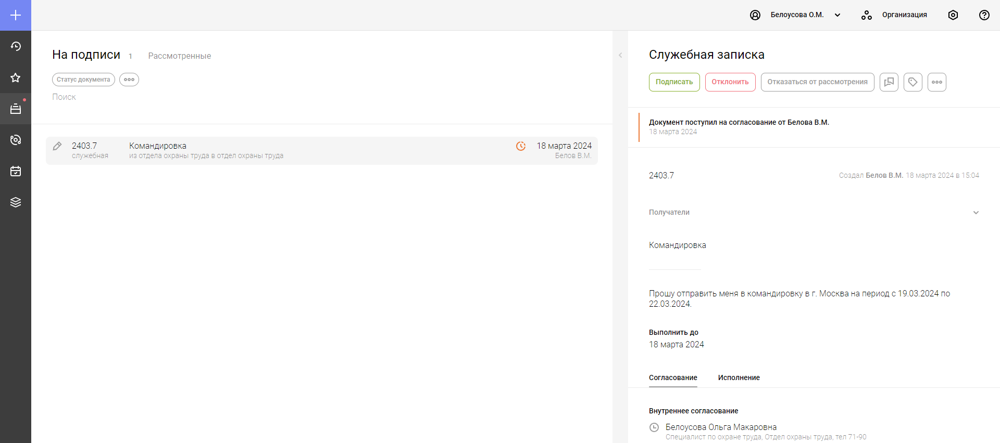 Белоусова О.М.
Организация
На подписи 1 Рассмотренные
Статус документа
Поиск
2403.7 Командировка 18 марта 2024
служебная из отдела охраны труда в отдел охраны труда Белов В.М.
Служебная записка
Подписать Отклонить Отказаться от рассмотрения
Документ поступил на согласование от Белова В.М.
18 марта 2024
2403.7 Создал Белов В.М. 18 марта 2024 в 15:04
Получатели
Командировка
Прошу отправить меня в командировку в г. Москва на период с 19.03.2024 по
22.03.2024.
Выполнить до
18 марта 2024
Согласование Исполнение
Внутреннее согласование
Белоусова Ольга Макаровна
Специалист по охране труда, Отдел охраны труда, тел 71-90